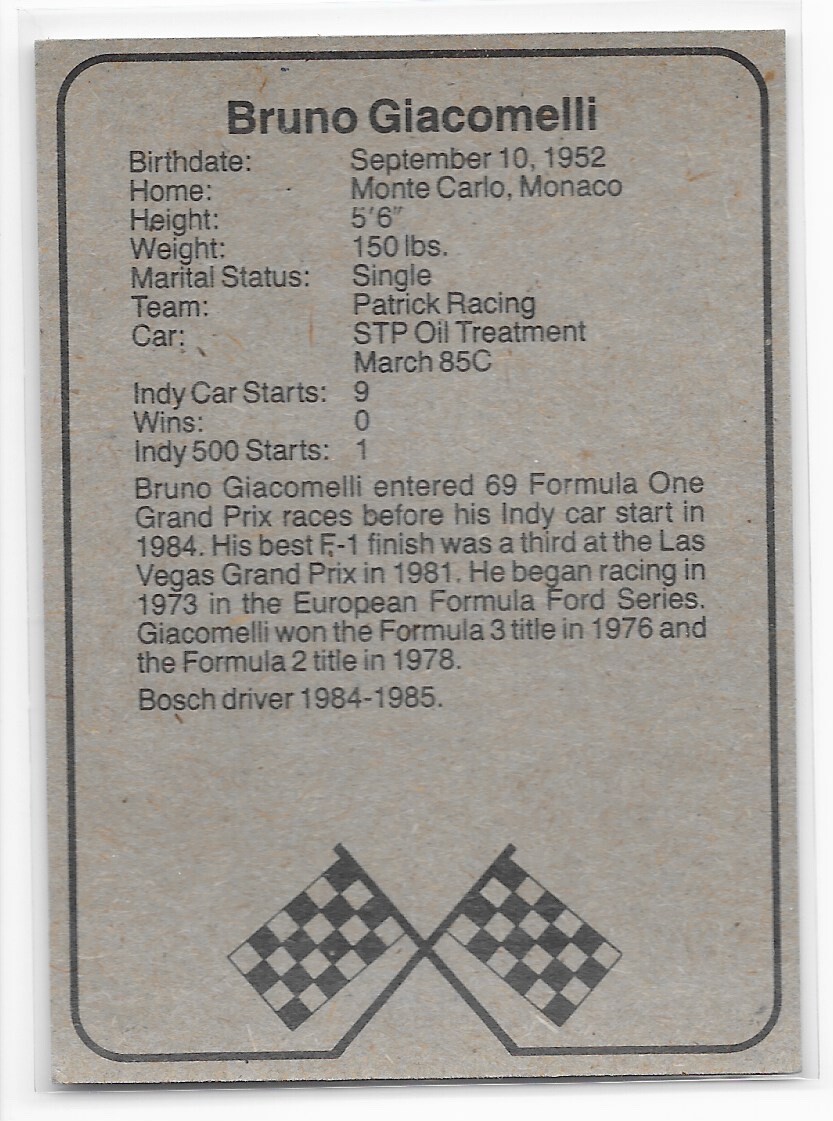 Bruno Giacomelli
Birthdate: September 10, 1952
Home: Monte Carlo, Monaco
Height: 5'6"
Weight: 150 lbs.
Marital Status: Single
Team: Patrick Racing
Car: STP Oil Treatment
March 85C
Indy Car Starts: 9
Wins: 0
Indy 500 Starts: 1
Bruno Giacomelli entered 69 Formula One
Grand Prix races before his Indy car start in
1984. His best F-1 finish was a third at the Las
Vegas Grand Prix in 1981. He began racing in
1973 in the European Formula Ford Series.
Giacomelli won the Formula 3 title in 1976 and
the Formula 2 title in 1978.
Bosch driver 1984-1985.